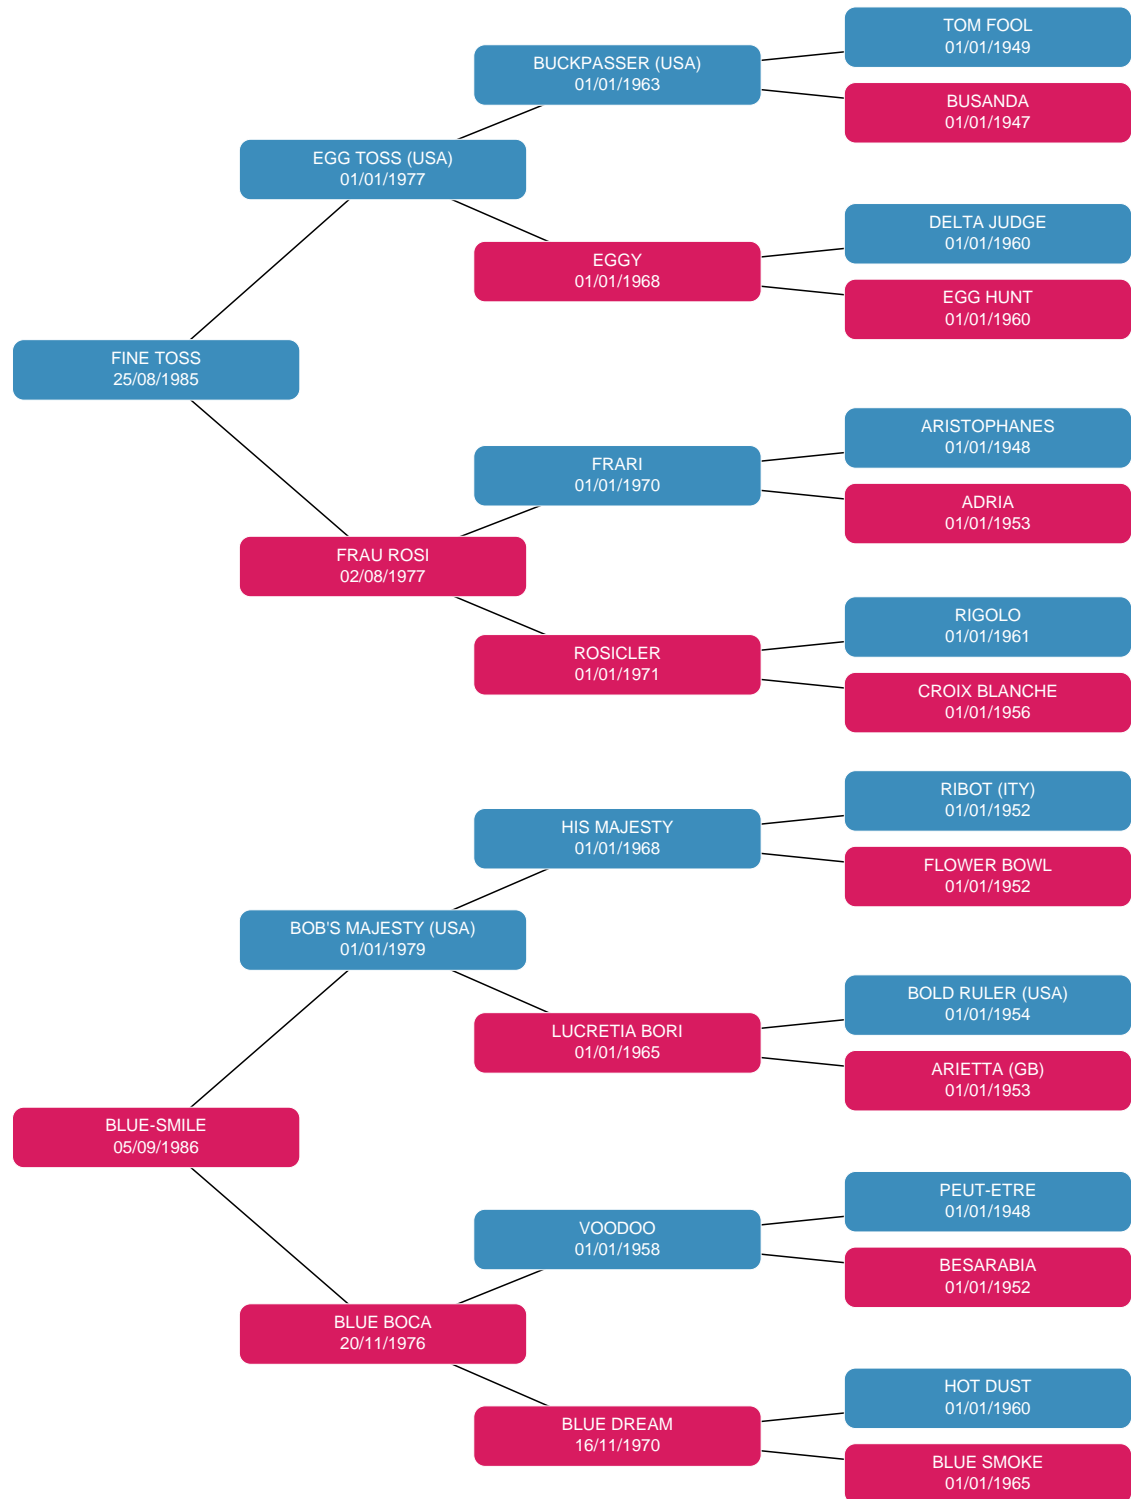 TOM FOOL
01/01/1949
BUCKPASSER (USA)
01/01/1963
BUSANDA
01/01/1947
EGG TOSS (USA)
01/01/1977
DELTA JUDGE
01/01/1960
EGGY
01/01/1968
EGG HUNT
01/01/1960
FINE TOSS
25/08/1985
ARISTOPHANES
01/01/1948
FRARI
01/01/1970
ADRIA
01/01/1953
FRAU ROSI
02/08/1977
RIGOLO
01/01/1961
ROSICLER
01/01/1971
CROIX BLANCHE
01/01/1956
RIBOT (ITY)
01/01/1952
HIS MAJESTY
01/01/1968
FLOWER BOWL
01/01/1952
BOB'S MAJESTY (USA)
01/01/1979
BOLD RULER (USA)
01/01/1954
LUCRETIA BORI
01/01/1965
ARIETTA (GB)
01/01/1953
BLUE-SMILE
05/09/1986
PEUT-ETRE
01/01/1948
VOODOO
01/01/1958
BESARABIA
01/01/1952
BLUE BOCA
20/11/1976
HOT DUST
01/01/1960
BLUE DREAM
16/11/1970
BLUE SMOKE
01/01/1965